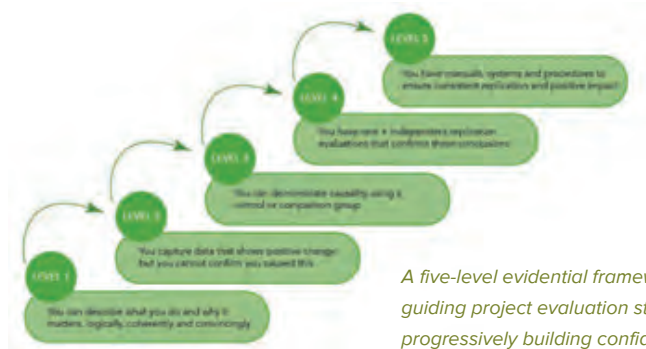 LEVEL 5
You have manuals, systems and procedures to
ensure consistent replication and positive impact
LEVEL 4
You have one + independent replication
evaluations that confirms these conclusions
LEVEL 3
You can demonstrate causality using a
control or comparison group
LEVEL 2
You capture data that shows positive change
but you cannot confirm you caused this
LEVEL 1
You can describe what you do and why it
matters, logically, coherently and convincingly
A five-level evidential framew
guiding project evaluation st
progressively building confid